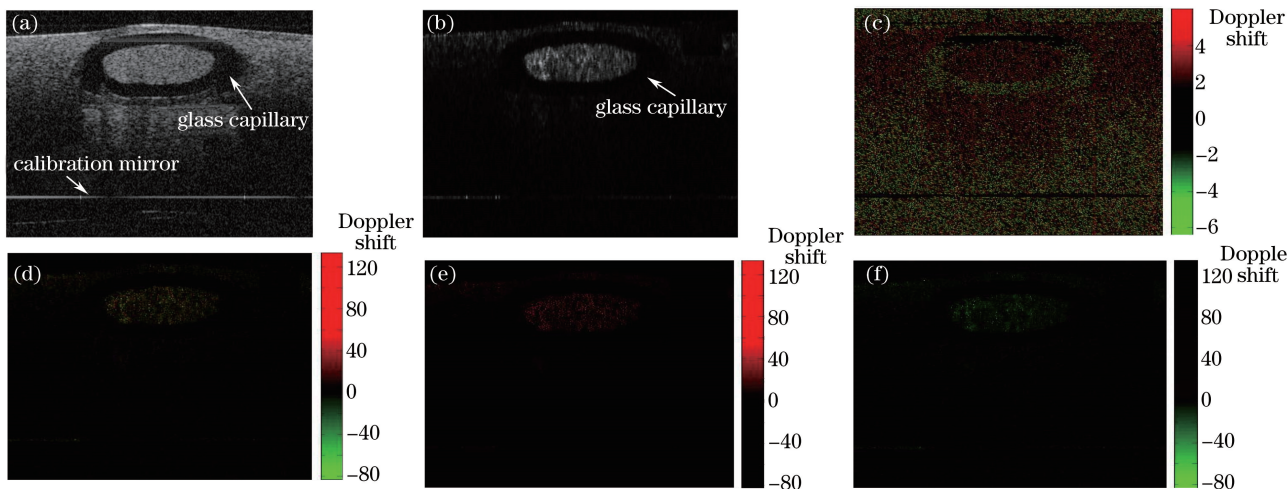 (a)
glass capillary
calibration mirror
(b)
glass capillary
(c)
Doppler
shift
4
2
0
−2
−4
−6
(d)
Doppler
shift
120
80
40
0
−40
−80
(e)
Doppler
shift
120
80
40
0
−40
−80
(f)
Dopple
shift
120
80
40
0
−40
−80